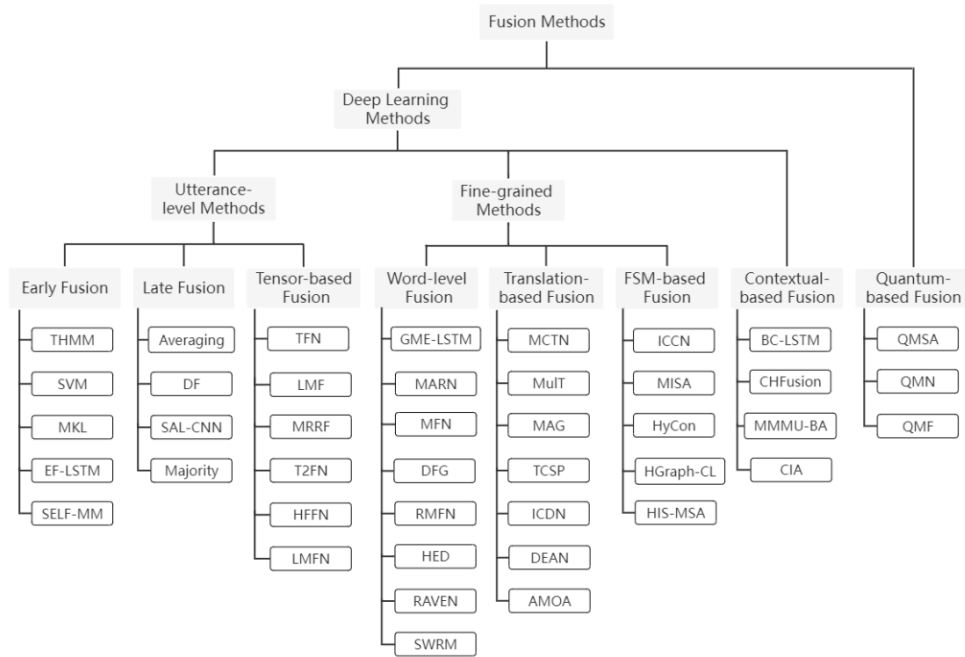 Fusion Methods
Deep Learning
Methods
Utterance-
level Methods
Fine-grained
Methods
Early Fusion
THMM
SVM
MKL
EF-LSTM
SELF-MM
Late Fusion
Averaging
DF
SAL-CNN
Majority
Tensor-based
Fusion
TFN
LMF
MRRF
T2FN
HFFN
LMFN
Word-level
Fusion
GME-LSTM
MARN
MFN
DFG
RMFN
HED
RAVEN
SWRM
Translation-
based Fusion
MCTN
MulT
MAG
TCSP
ICDN
DEAN
AMOA
FSM-based
Fusion
ICCN
MISA
HyCon
HGraph-CL
HIS-MSA
Contextual-
based Fusion
BC-LSTM
CHFusion
MMMU-BA
CIA
Quantum-
based Fusion
QMSA
QMN
QMF